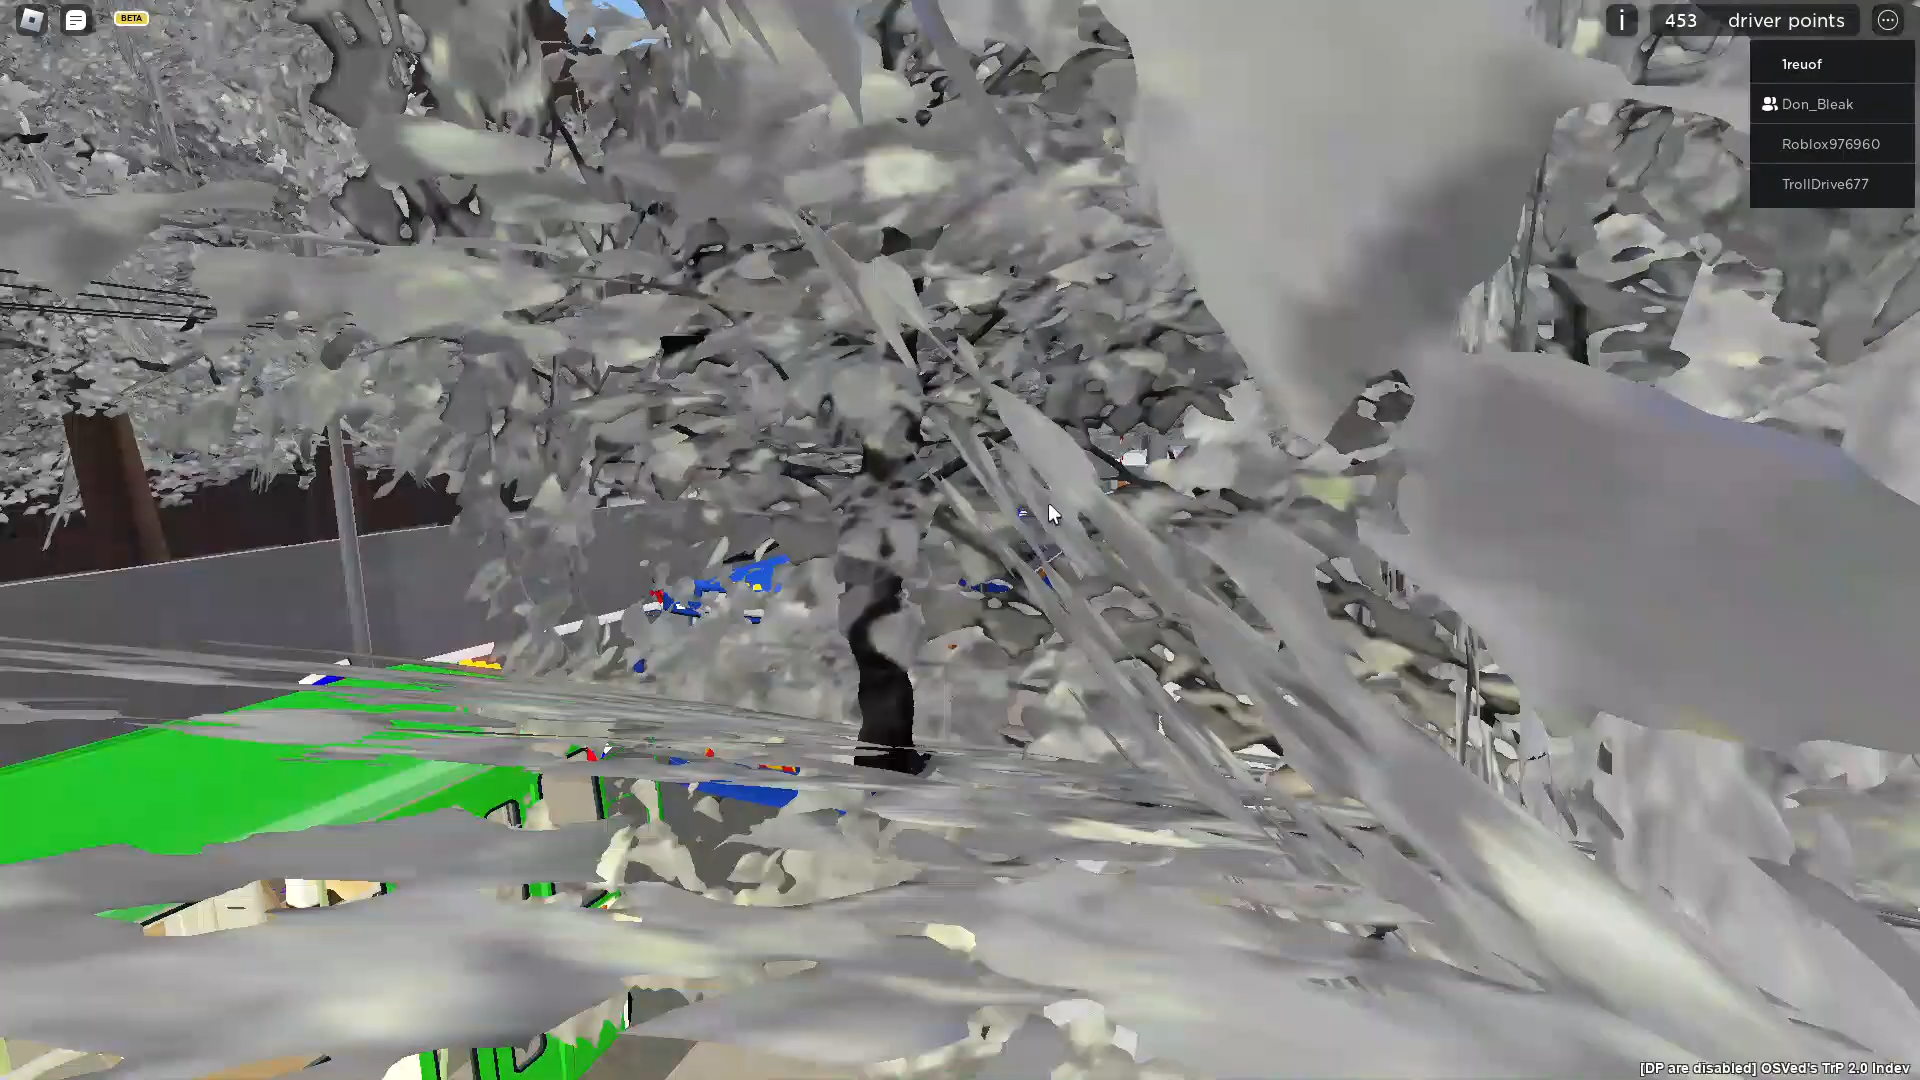 BETA
i
453 driver points
1reuof
Don_Bleak
Roblox976960
TrollDrive677
[DP are disabled] OSVed's TrP 2.0 Indev